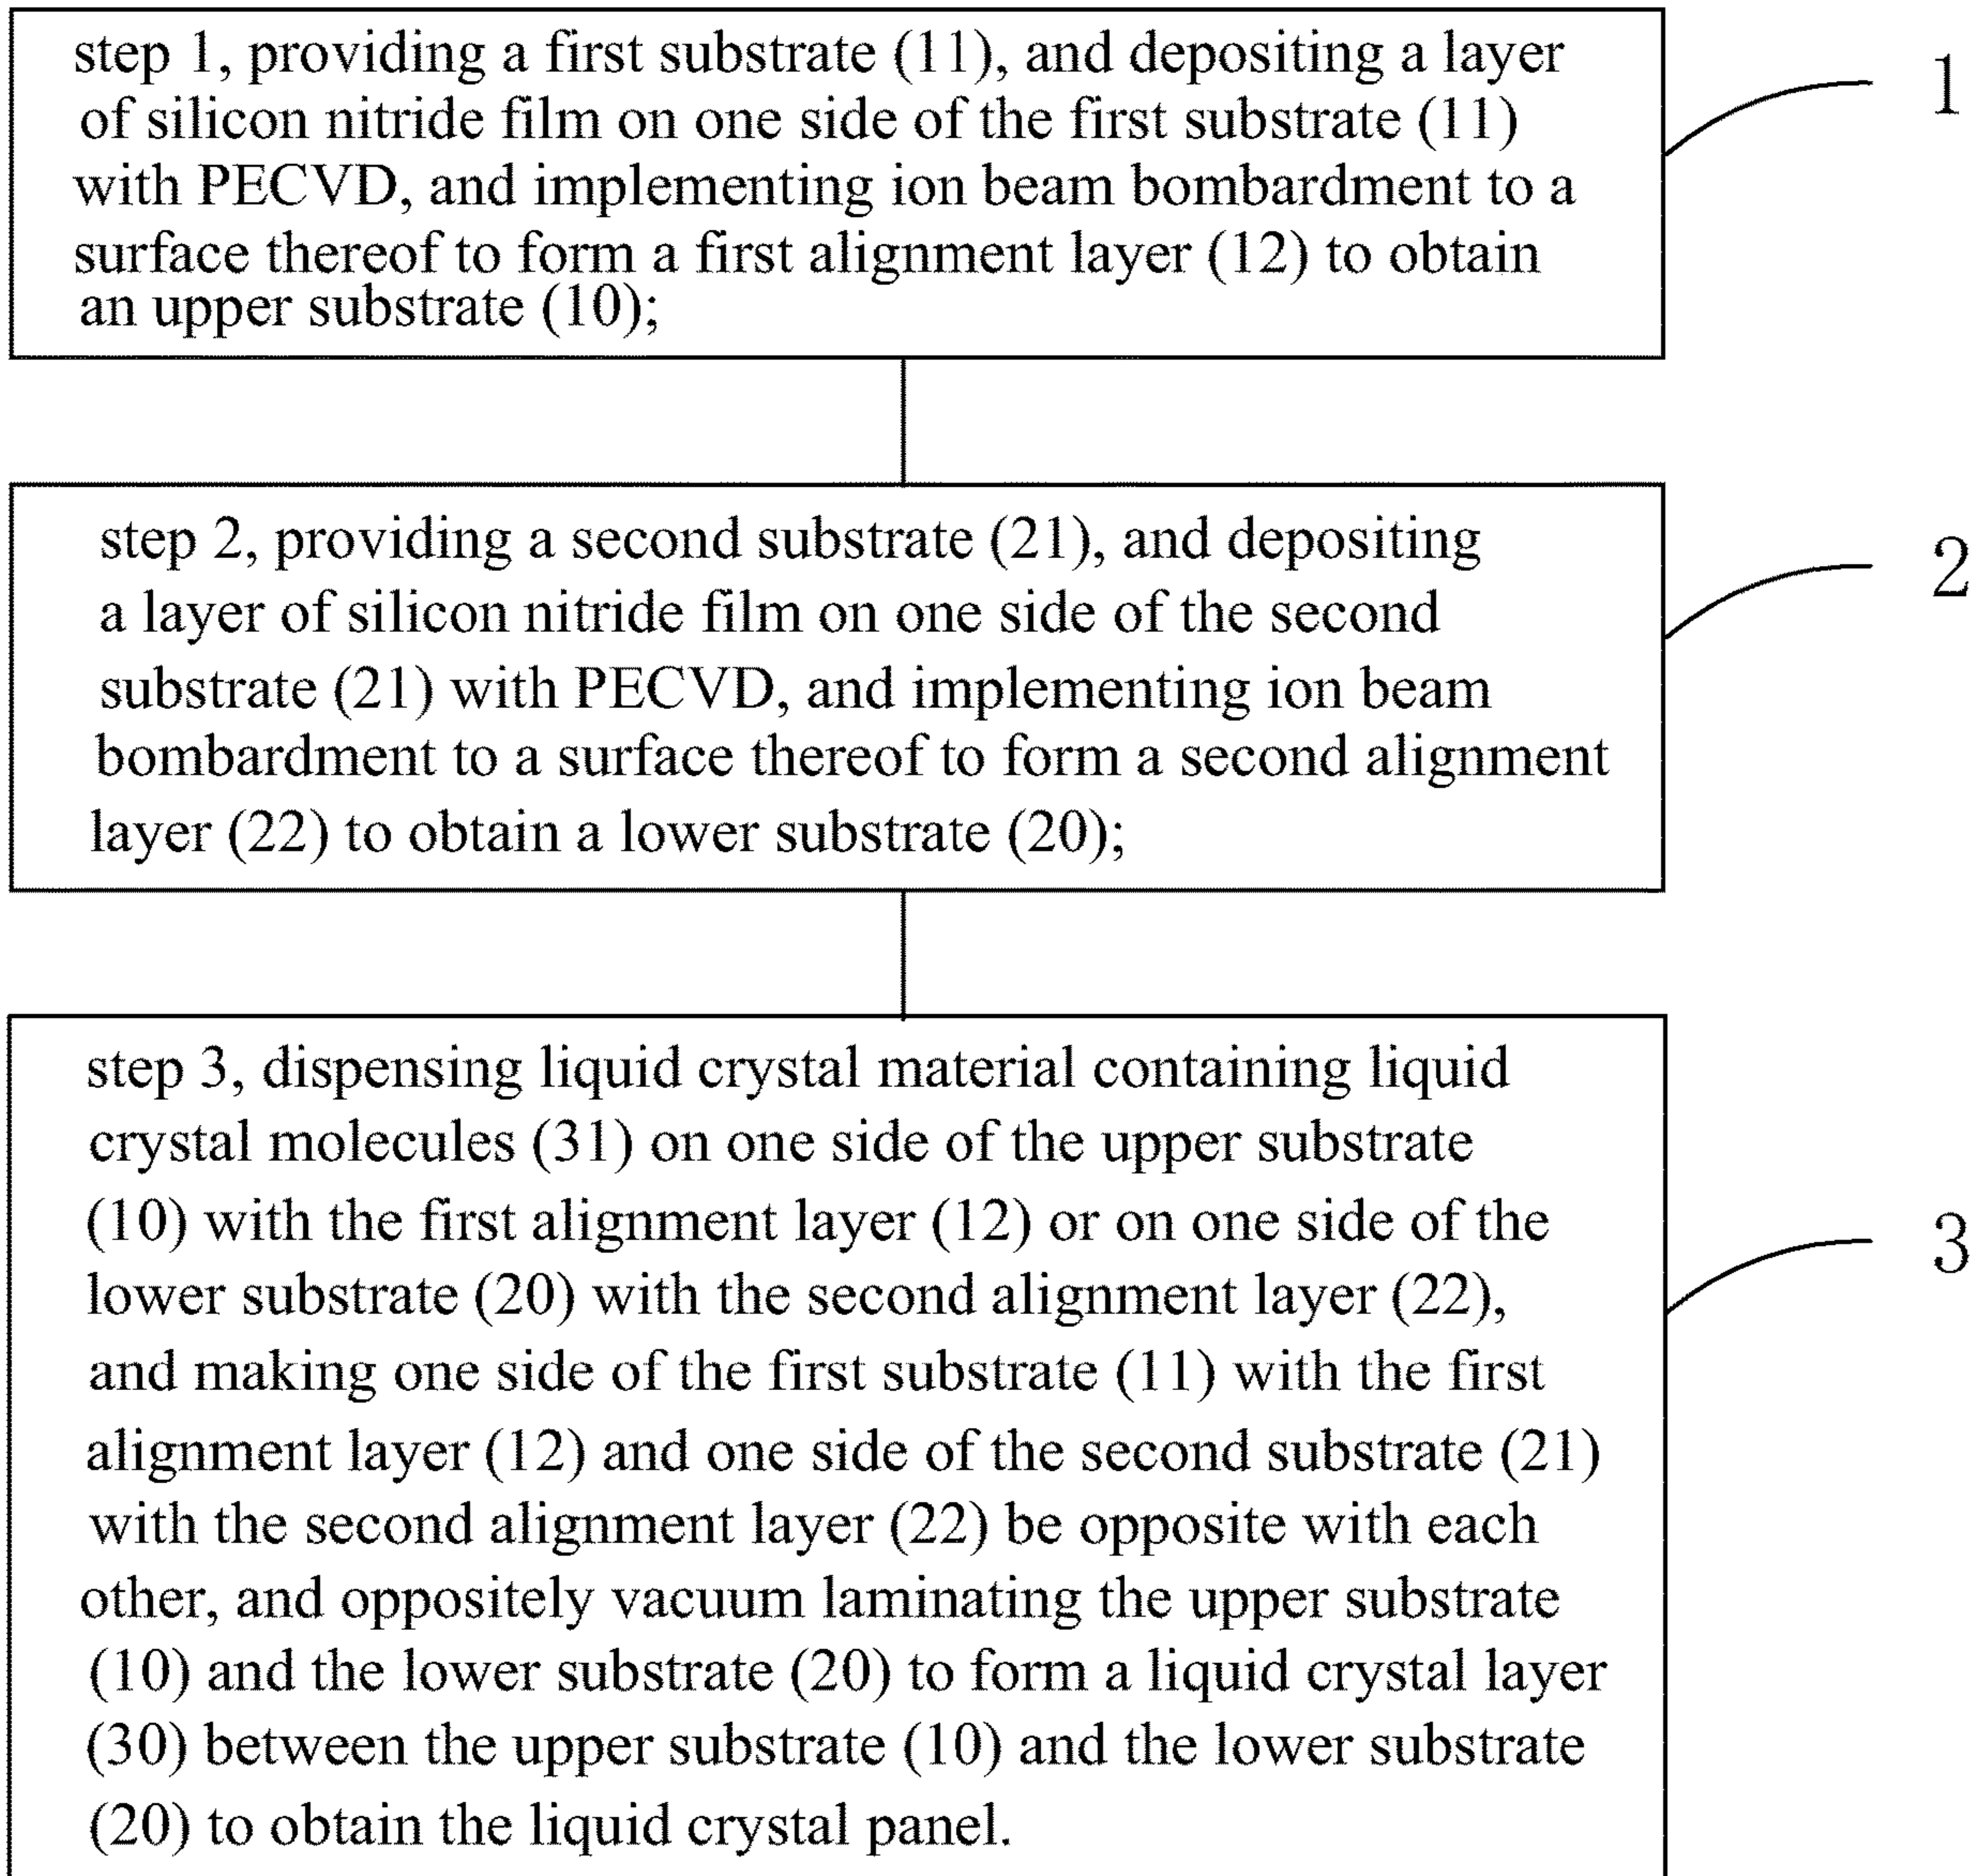 step 1, providing a first substrate (11), and depositing a layer
of silicon nitride film on one side of the first substrate (11)
with PECVD, and implementing ion beam bombardment to a
surface thereof to form a first alignment layer (12) to obtain
an upper substrate (10);
1
step 2, providing a second substrate (21), and depositing
a layer of silicon nitride film on one side of the second
substrate (21) with PECVD, and implementing ion beam
bombardment to a surface thereof to form a second alignment
layer (22) to obtain a lower substrate (20);
2
step 3, dispensing liquid crystal material containing liquid
crystal molecules (31) on one side of the upper substrate
(10) with the first alignment layer (12) or on one side of the
lower substrate (20) with the second alignment layer (22),
and making one side of the first substrate (11) with the first
alignment layer (12) and one side of the second substrate (21)
with the second alignment layer (22) be opposite with each
other, and oppositely vacuum laminating the upper substrate
(10) and the lower substrate (20) to form a liquid crystal layer
(30) between the upper substrate (10) and the lower substrate
(20) to obtain the liquid crystal panel.
3